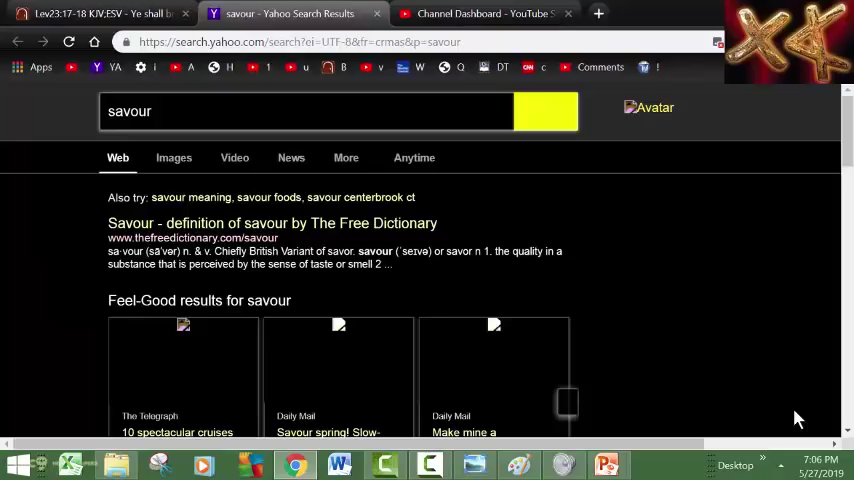 Lev23:17-18 KJV;ESV - Ye shall b
savour - Yahoo Search Results
Channel Dashboard - YouTube S
https://search.yahoo.com/search?ei=UTF-8&fr=crmas&p=savour
Apps YA i A H 1 u B v W Q DT c Comments !
savour
Avatar
Web Images Video News More Anytime
Also try: savour meaning, savour foods, savour centerbrook ct
Savour - definition of savour by The Free Dictionary
www.thefreedictionary.com/savour
sa·vour (sā′vər) n. & v. Chiefly British Variant of savor. savour (ˈseɪvə) or savor n 1. the quality in a
substance that is perceived by the sense of taste or smell 2 ...
Feel-Good results for savour
The Telegraph Daily Mail Daily Mail
10 spectacular cruises Savour spring! Slow- Make mine a
Desktop
7:06 PM
5/27/2019